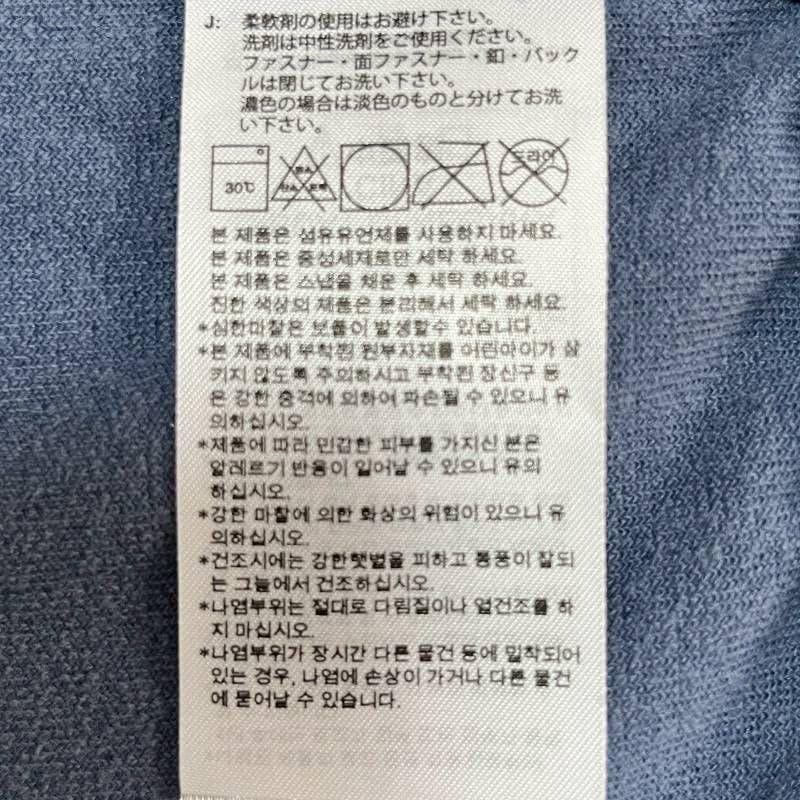 J: 柔軟剤の使用はお避け下さい。
洗剤は中性洗剤をご使用ください。
ファスナー・面ファスナー・釦・バック
ルは閉じてお洗い下さい。
濃色の場合は淡色のものと分けてお洗
い下さい。
30℃
드라이
본 제품은 섬유유연제를 사용하지 마세요.
본 제품은 중성세제로만 세탁 하세요.
본 제품은 스냅을 채운 후 세탁 하세요.
진한 색상의 제품은 분리해서 세탁 하세요.
*심한마찰은 보풀이 발생할수 있습니다.
*본 제품에 부착된 원부자재를 어린아이가 삼
키지 않도록 주의하시고 부착된 장신구 등
은 강한 충격에 의하여 파손될 수 있으니 유
의하십시오.
*제품에 따라 민감한 피부를 가지신 분은
알레르기 반응이 일어날 수 있으니 유의
하십시오.
*강한 마찰에 의한 화상의 위험이 있으니 유
의하십시오.
*건조시에는 강한햇볕을 피하고 통풍이 잘되
는 그늘에서 건조하십시오.
*나염부위는 절대로 다림질이나 열건조를 하
지 마십시오.
*나염부위가 장시간 다른 물건 등에 밀착되어
있는 경우, 나염에 손상이 가거나 다른 물건
에 묻어날 수 있습니다.